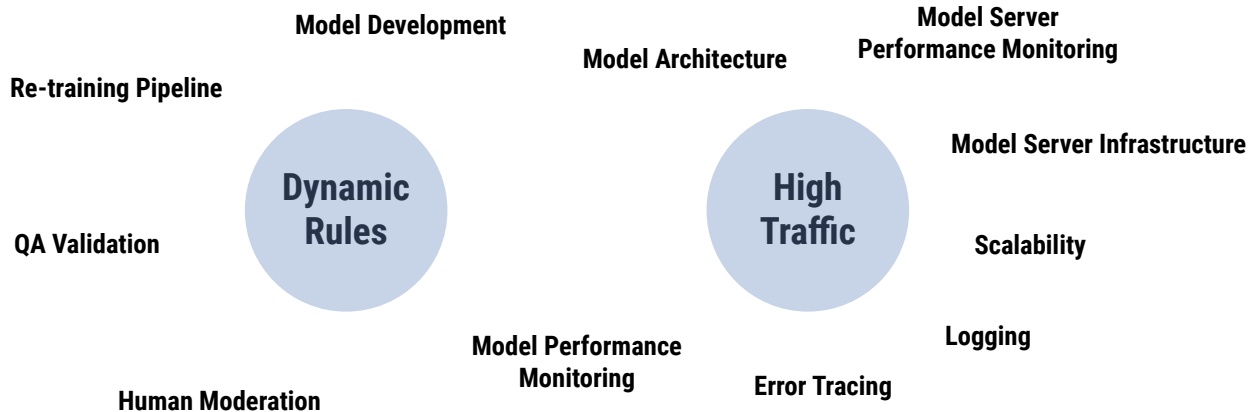 Model Development
Model Architecture
Model Server
Performance Monitoring
Re-training Pipeline
Model Server Infrastructure
Dynamic
Rules
High
Traffic
QA Validation
Scalability
Logging
Model Performance
Monitoring
Error Tracing
Human Moderation